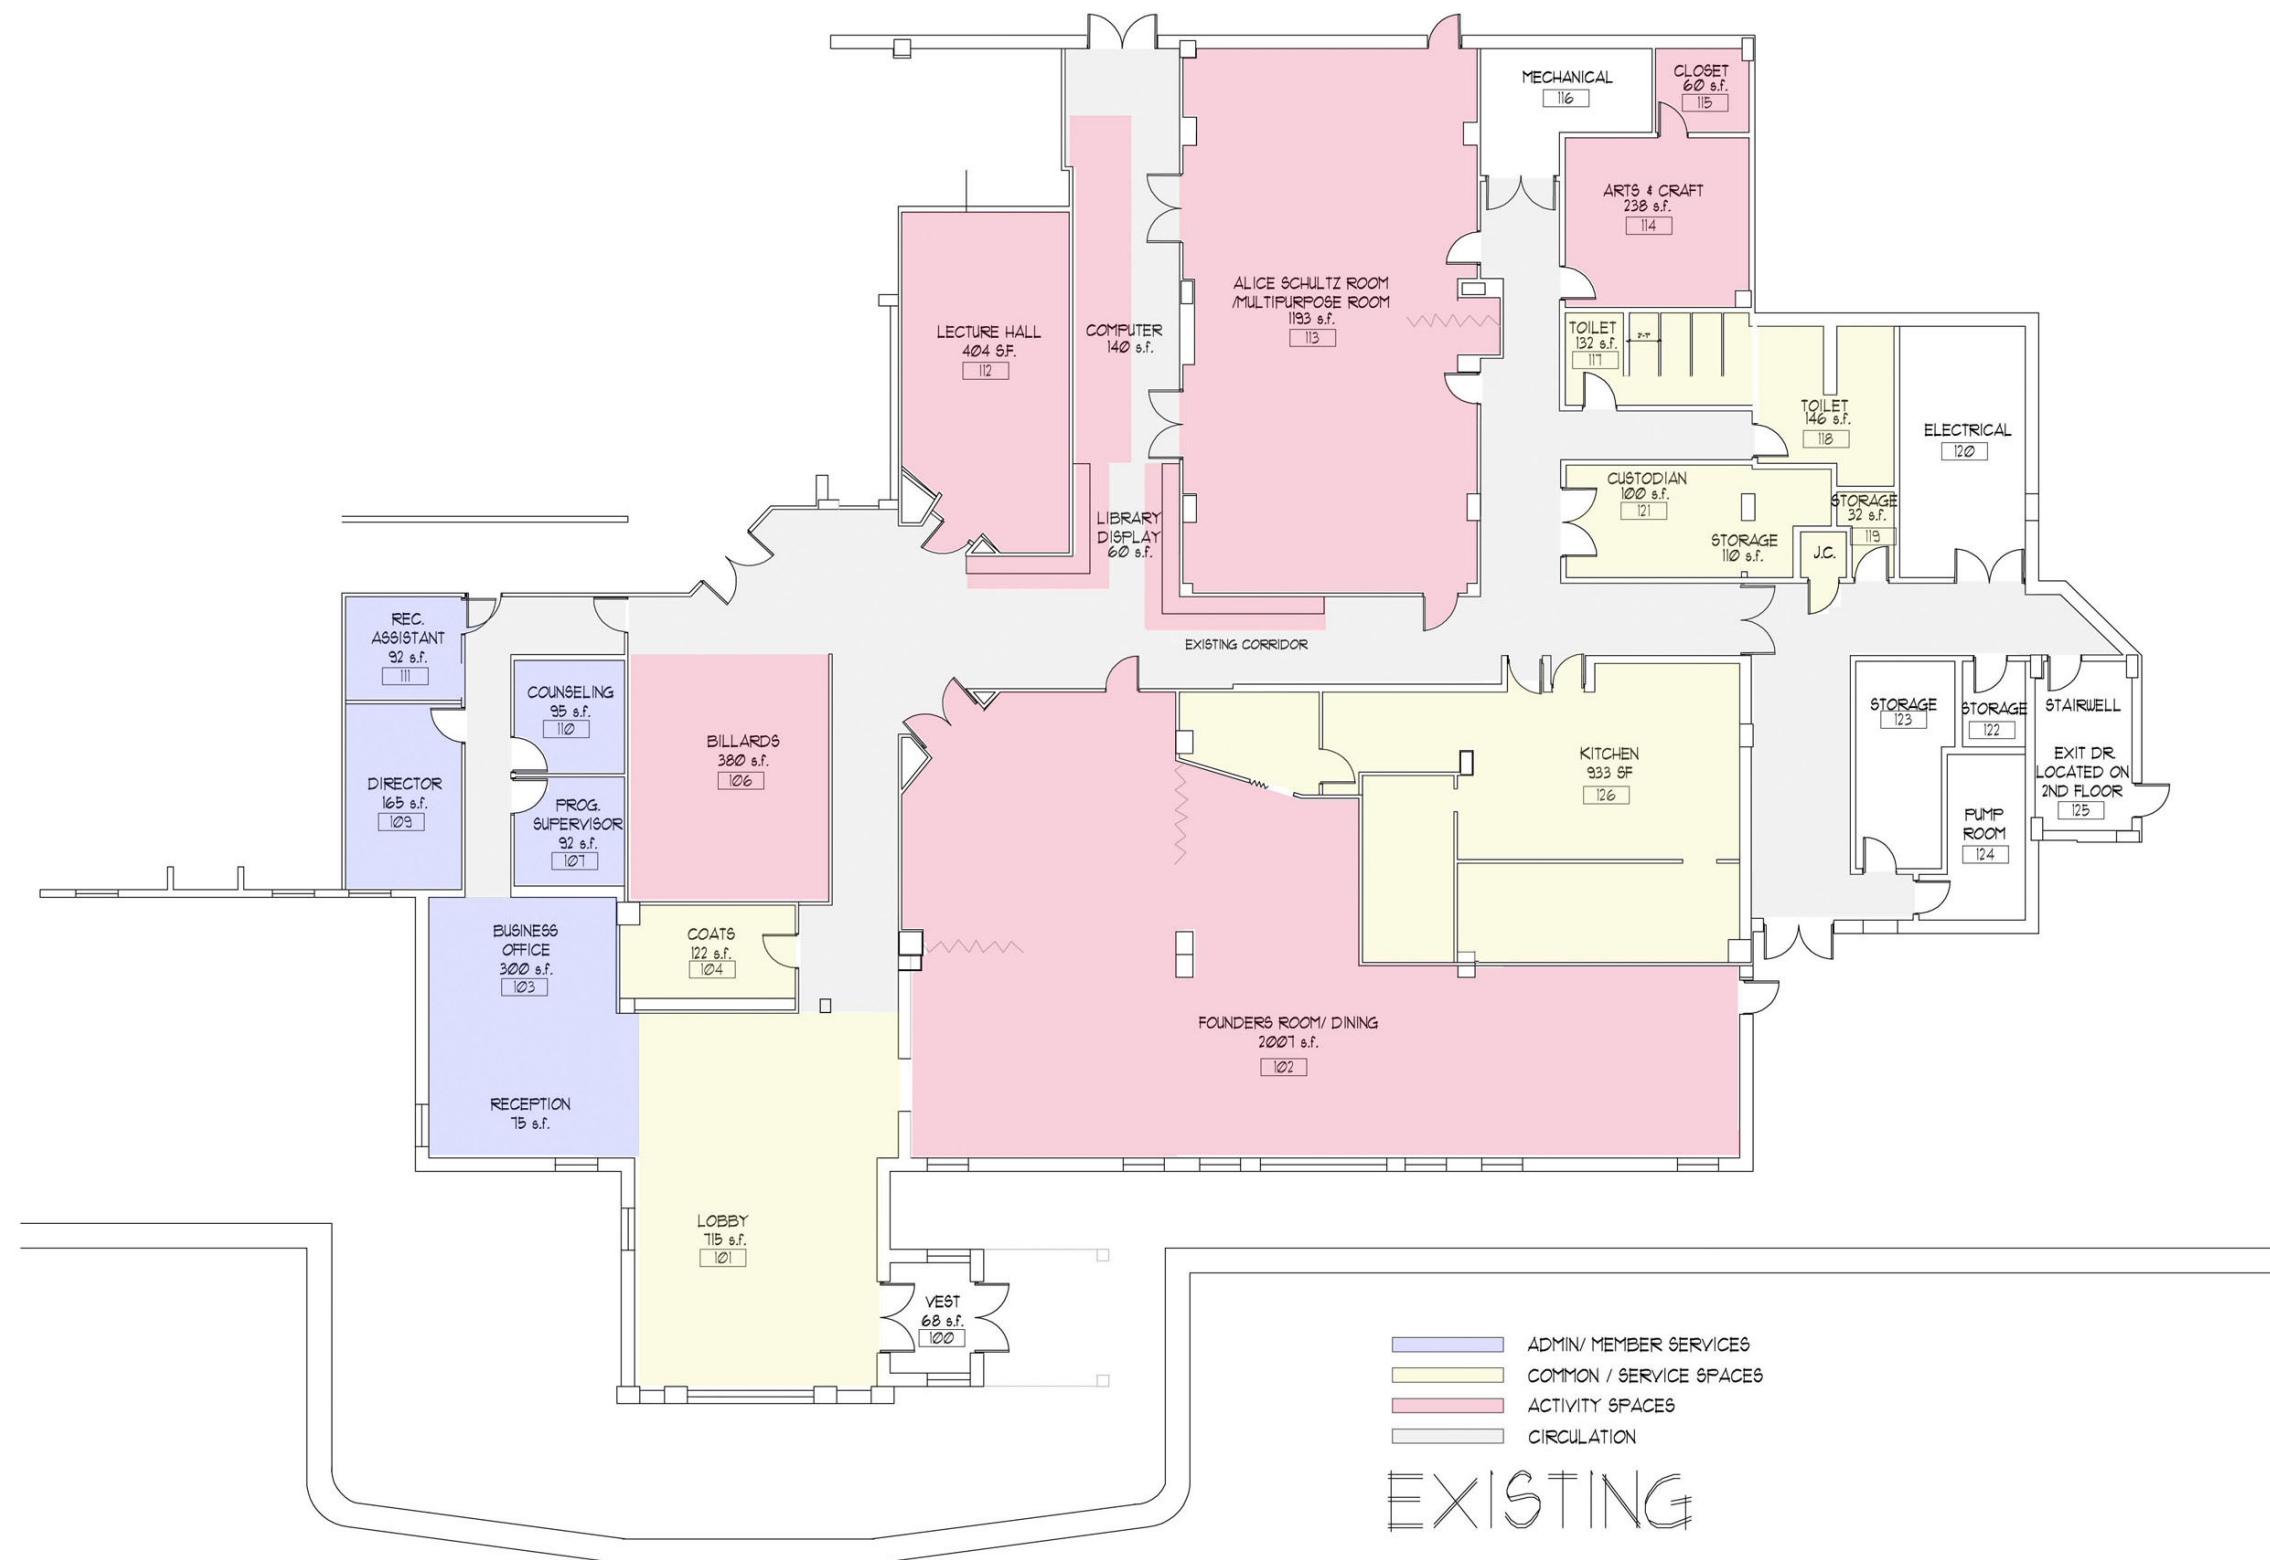 MECHANICAL
116
CLOSET
60 s.f.
115
ARTS & CRAFT
238 s.f.
114
ALICE SCHULTZ ROOM
/MULTIPURPOSE ROOM
1193 s.f.
113
LECTURE HALL
404 S.F.
112
COMPUTER
140 s.f.
TOILET
132 s.f.
117
2'-7"
TOILET
146 s.f.
118
ELECTRICAL
120
CUSTODIAN
100 s.f.
121
STORAGE
110 s.f.
STORAGE
32 s.f.
119
J.C.
LIBRARY
DISPLAY
60 s.f.
EXISTING CORRIDOR
REC.
ASSISTANT
92 s.f.
111
COUNSELING
95 s.f.
110
DIRECTOR
165 s.f.
109
PROG.
SUPERVISOR
92 s.f.
107
BILLARDS
380 s.f.
106
KITCHEN
933 SF
126
STORAGE
123
STORAGE
122
STAIRWELL
EXIT DR.
LOCATED ON
2ND FLOOR
125
PUMP
ROOM
124
BUSINESS
OFFICE
300 s.f.
103
COATS
122 s.f.
104
FOUNDERS ROOM/ DINING
2007 s.f.
102
RECEPTION
75 s.f.
LOBBY
715 s.f.
101
VEST
68 s.f.
100
ADMIN/ MEMBER SERVICES
COMMON / SERVICE SPACES
ACTIVITY SPACES
CIRCULATION
EXISTING